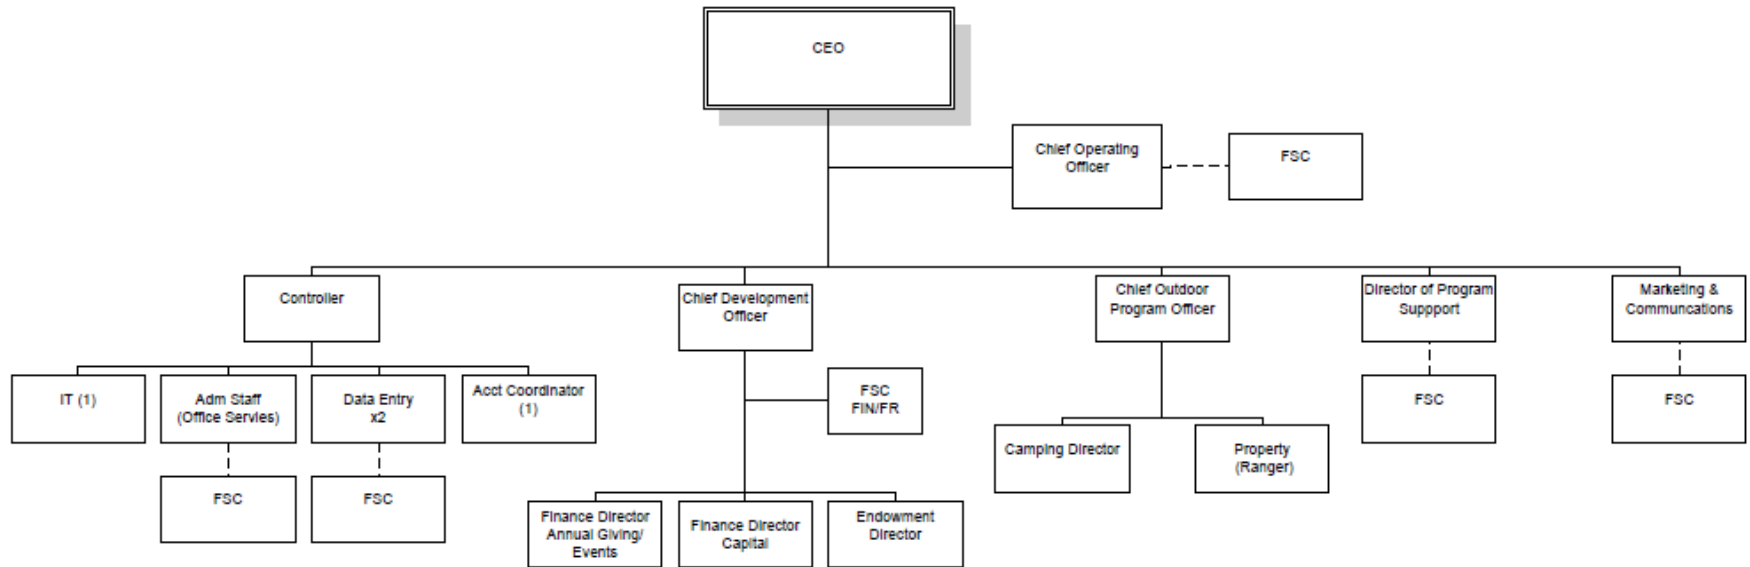 CEO
Chief Operating
Officer
FSC
Controller
Chief Development
Officer
Chief Outdoor
Program Officer
Director of Program
Suppport
Marketing &
Communcations
IT (1)
Adm Staff
(Office Servies)
Data Entry
x2
Acct Coordinator
(1)
FSC
FIN/FR
FSC
FSC
Camping Director
Property
(Ranger)
FSC
FSC
Finance Director
Annual Giving/
Events
Finance Director
Capital
Endowment
Director